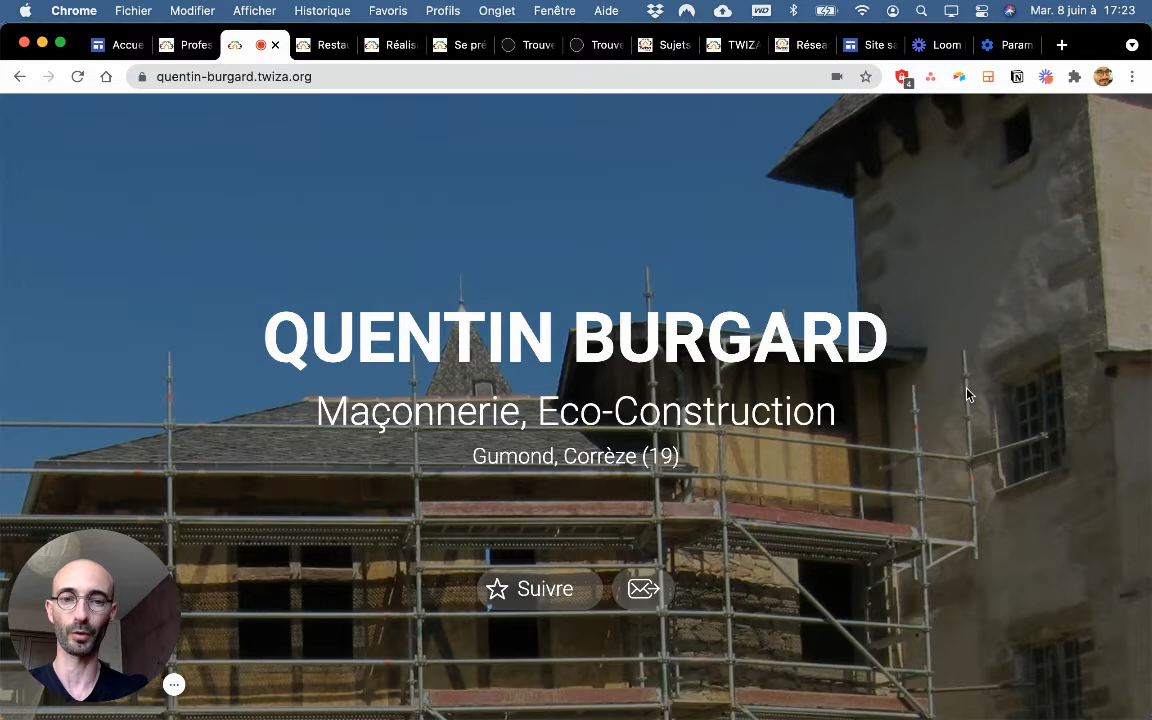 Chrome Fichier Modifier Afficher Historique Favoris Profils Onglet Fenêtre Aide WD Mar. 8 juin à 17:23
Accue Profes Restau Réalis Se pré Trouve Trouve Sujets TWIZA Résea Site sa Loom Param
quentin-burgard.twiza.org 4
QUENTIN BURGARD
Maçonnerie, Eco-Construction
Gumond, Corrèze (19)
Suivre